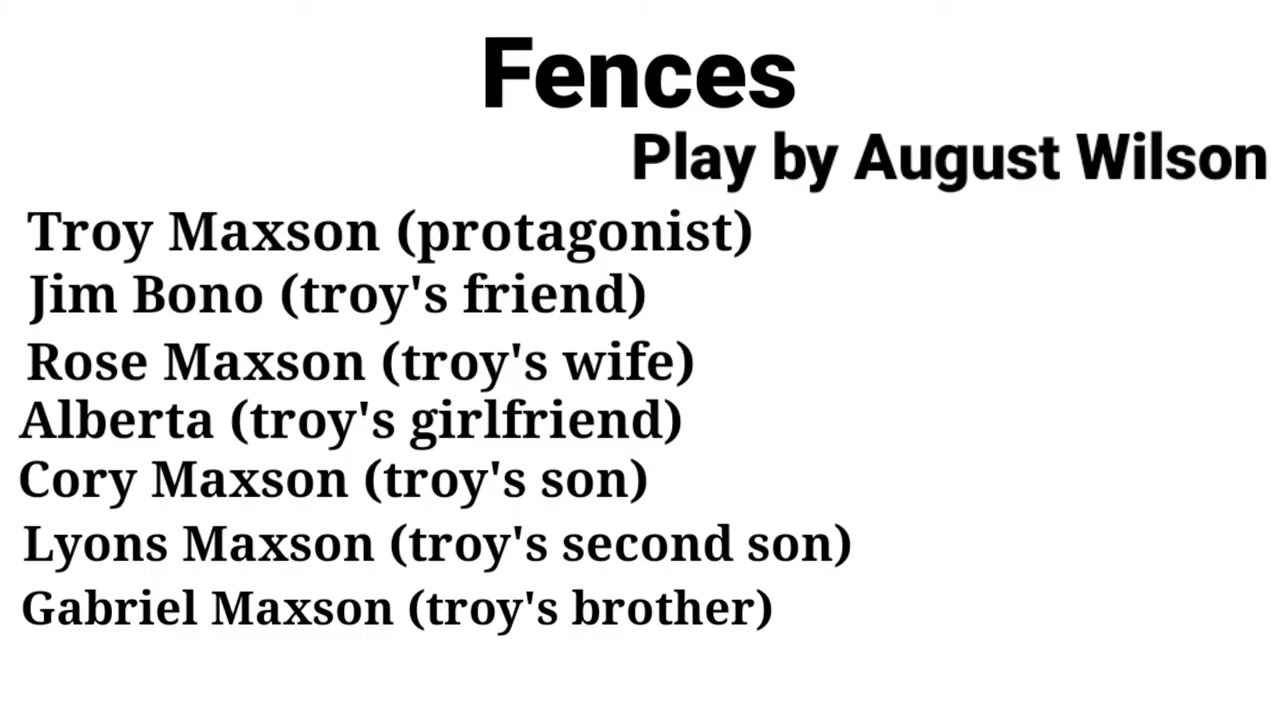 Fences
Play by August Wilson
Troy Maxson (protagonist)
Jim Bono (troy's friend)
Rose Maxson (troy's wife)
Alberta (troy's girlfriend)
Cory Maxson (troy's son)
Lyons Maxson (troy's second son)
Gabriel Maxson (troy's brother)